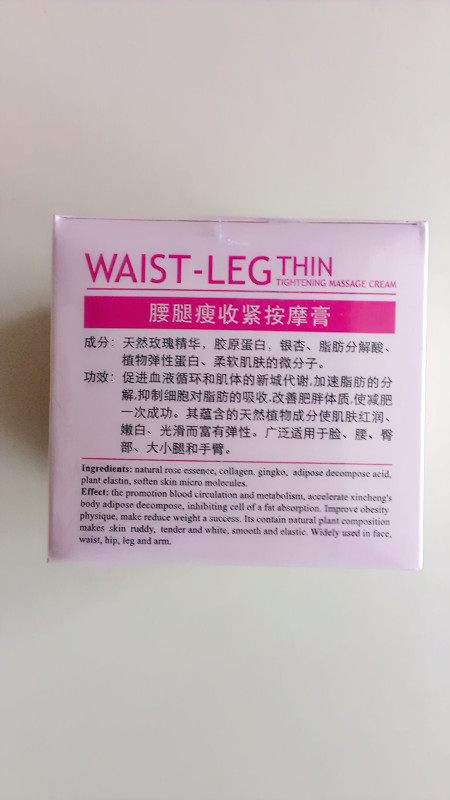 WAIST-LEG THIN
TIGHTENING MASSAGE CREAM
腰腿瘦收紧按摩膏
成分：天然玫瑰精华，胶原蛋白，银杏、脂肪分解酸、
植物弹性蛋白、柔软肌肤的微分子。
功效：促进血液循环和肌体的新城代谢,加速脂肪的分
解,抑制细胞对脂肪的吸收.改善肥胖体质,使减肥
一次成功。其蕴含的天然植物成分使肌肤红润、
嫩白、光滑而富有弹性。广泛适用于脸、腰、臀
部、大小腿和手臂。
Ingredients: natural rose essence, collagen, gingko, adipose decompose acid,
plant elastin, soften skin micro molecules.
Effect: the promotion blood circulation and metabolism, accelerate xincheng's
body adipose decompose, inhibiting cell of a fat absorption. Improve obesity
physique, make reduce weight a success. Its contain natural plant composition
makes skin ruddy, tender and white, smooth and elastic. Widely used in face,
waist, hip, leg and arm.